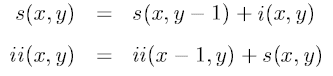 s(x, y) = s(x, y − 1) + i(x, y)
ii(x, y) = ii(x − 1, y) + s(x, y)